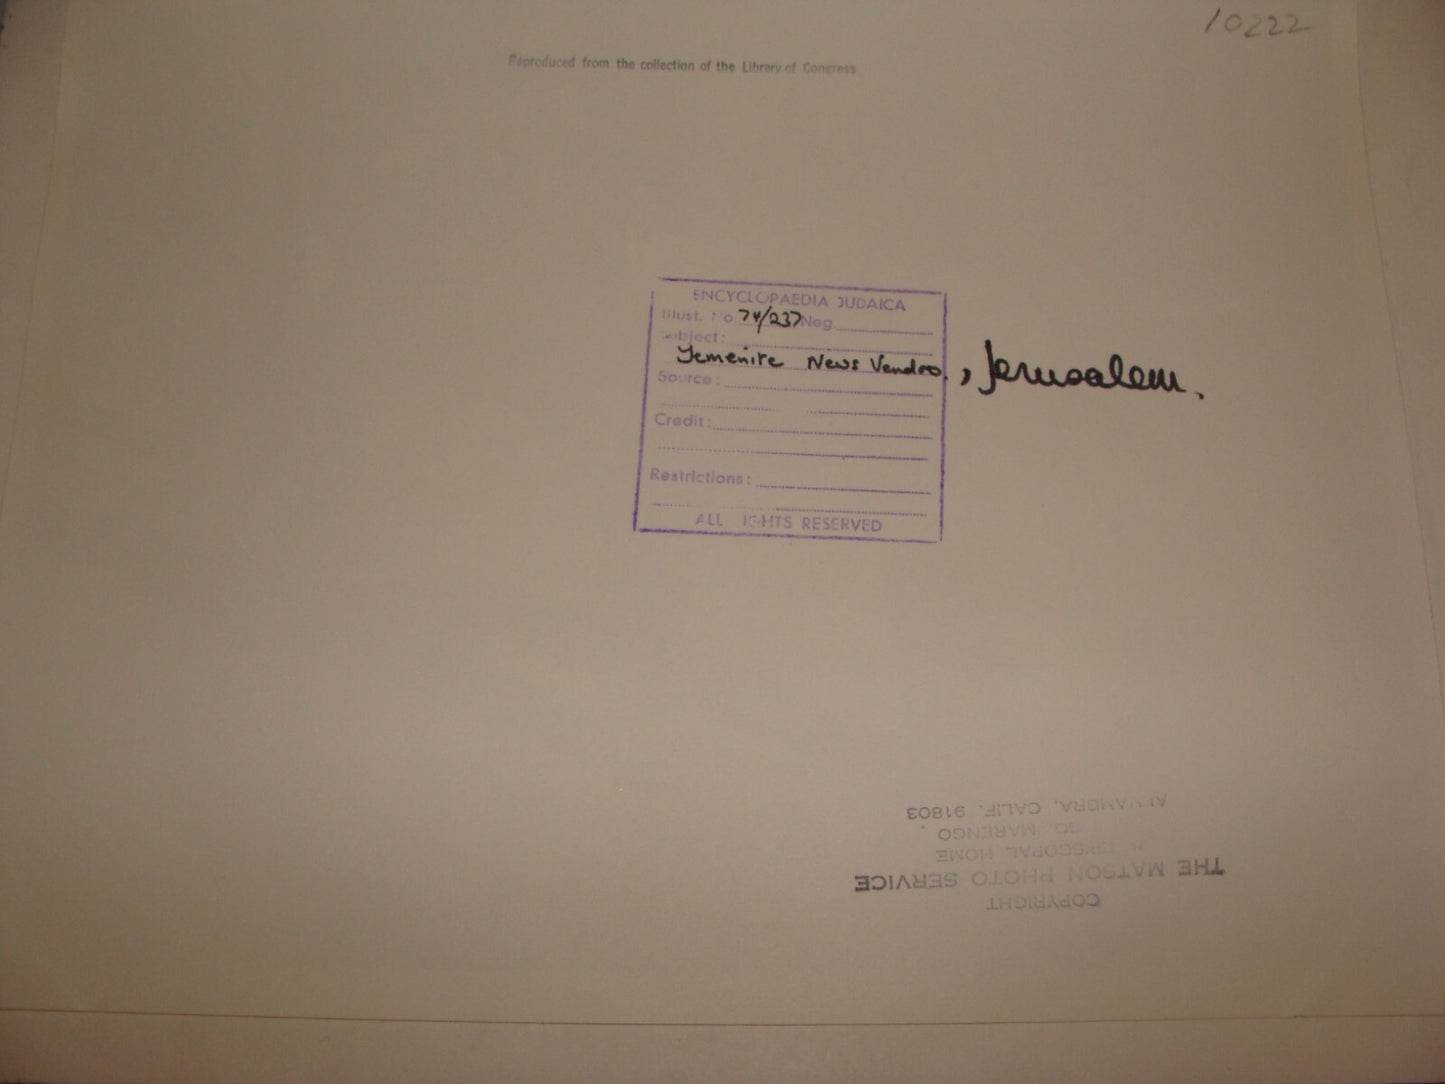 10222
Reproduced from the collection of the Library of Congress
ENCYCLOPAEDIA JUDAICA
Illust. No. 74/237 Neg.
Subject:
Yemenite News Vendro., Jerusalem.
Source:
Credit:
Restrictions:
ALL RIGHTS RESERVED
COPYRIGHT
THE MATSON PHOTO SERVICE
EPISCOPAL HOME
SO. MARENGO
ALHAMBRA, CALIF. 91803